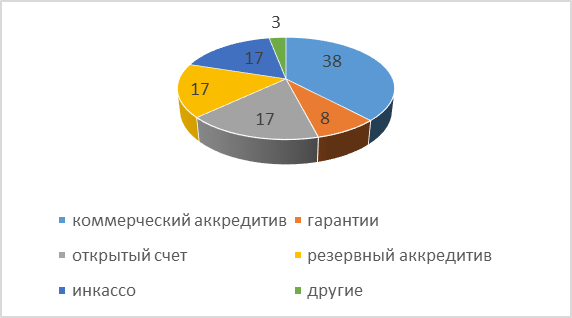 3
17
38
17
17
8
коммерческий аккредитив
гарантии
открытый счет
резервный аккредитив
инкассо
другие